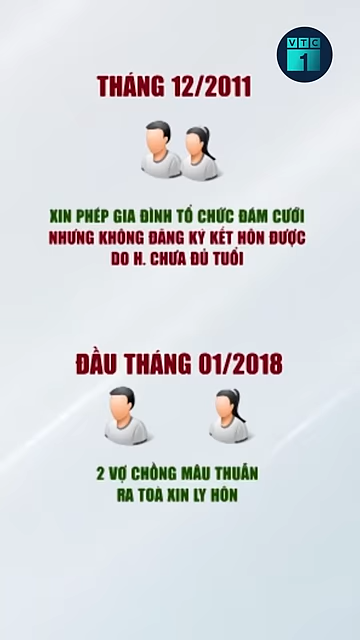 VTC
1
THÁNG 12/2011
XIN PHÉP GIA ĐÌNH TỔ CHỨC ĐÁM CƯỚI
NHƯNG KHÔNG ĐĂNG KÝ KẾT HÔN ĐƯỢC
DO H. CHƯA ĐỦ TUỔI
ĐẦU THÁNG 01/2018
2 VỢ CHỒNG MÂU THUẪN
RA TOÀ XIN LY HÔN